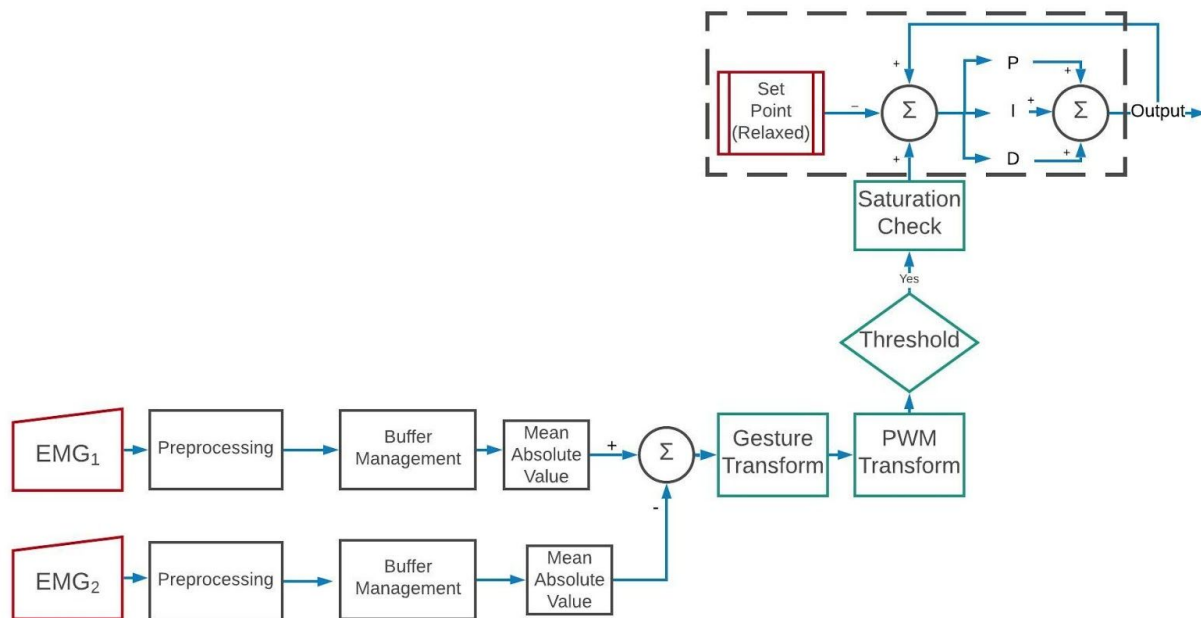 +
P
+
Set
Point
(Relaxed)
–
Σ
I
+
Σ
Output
+
D
+
Saturation
Check
Yes
Threshold
EMG1
Preprocessing
Buffer
Management
Mean
Absolute
Value
+
Σ
Gesture
Transform
PWM
Transform
-
EMG2
Preprocessing
Buffer
Management
Mean
Absolute
Value